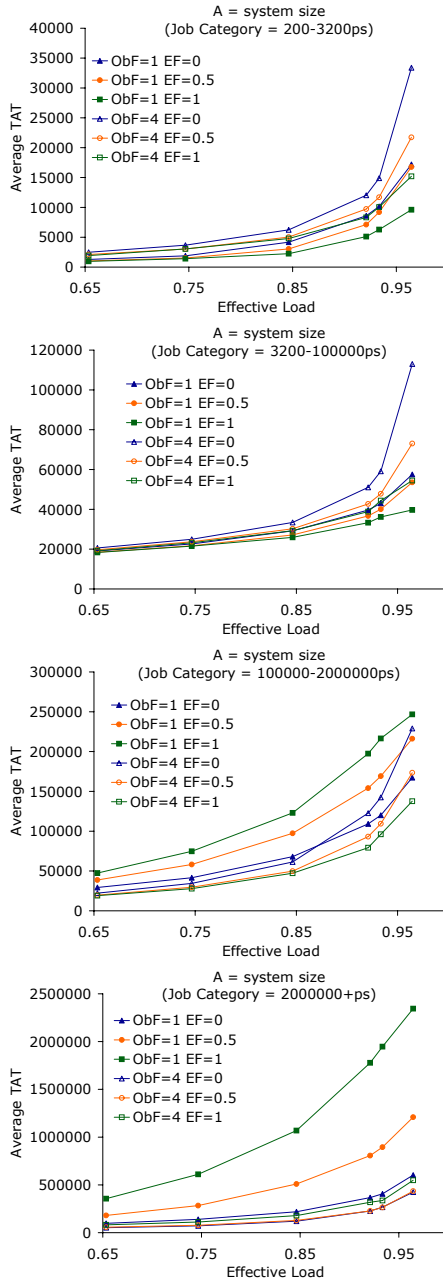 A = system size
(Job Category = 200-3200ps)
40000
35000
30000
25000
20000
15000
10000
5000
0
Average TAT
ObF=1 EF=0
ObF=1 EF=0.5
ObF=1 EF=1
ObF=4 EF=0
ObF=4 EF=0.5
ObF=4 EF=1
0.65 0.75 0.85 0.95
Effective Load
A = system size
(Job Category = 3200-100000ps)
120000
100000
80000
60000
40000
20000
0
Average TAT
ObF=1 EF=0
ObF=1 EF=0.5
ObF=1 EF=1
ObF=4 EF=0
ObF=4 EF=0.5
ObF=4 EF=1
0.65 0.75 0.85 0.95
Effective Load
A = system size
(Job Category = 100000-2000000ps)
300000
250000
200000
150000
100000
50000
0
Average TAT
ObF=1 EF=0
ObF=1 EF=0.5
ObF=1 EF=1
ObF=4 EF=0
ObF=4 EF=0.5
ObF=4 EF=1
0.65 0.75 0.85 0.95
Effective Load
A = system size
(Job Category = 2000000+ps)
2500000
2000000
1500000
1000000
500000
0
Average TAT
ObF=1 EF=0
ObF=1 EF=0.5
ObF=1 EF=1
ObF=4 EF=0
ObF=4 EF=0.5
ObF=4 EF=1
0.65 0.75 0.85 0.95
Effective Load